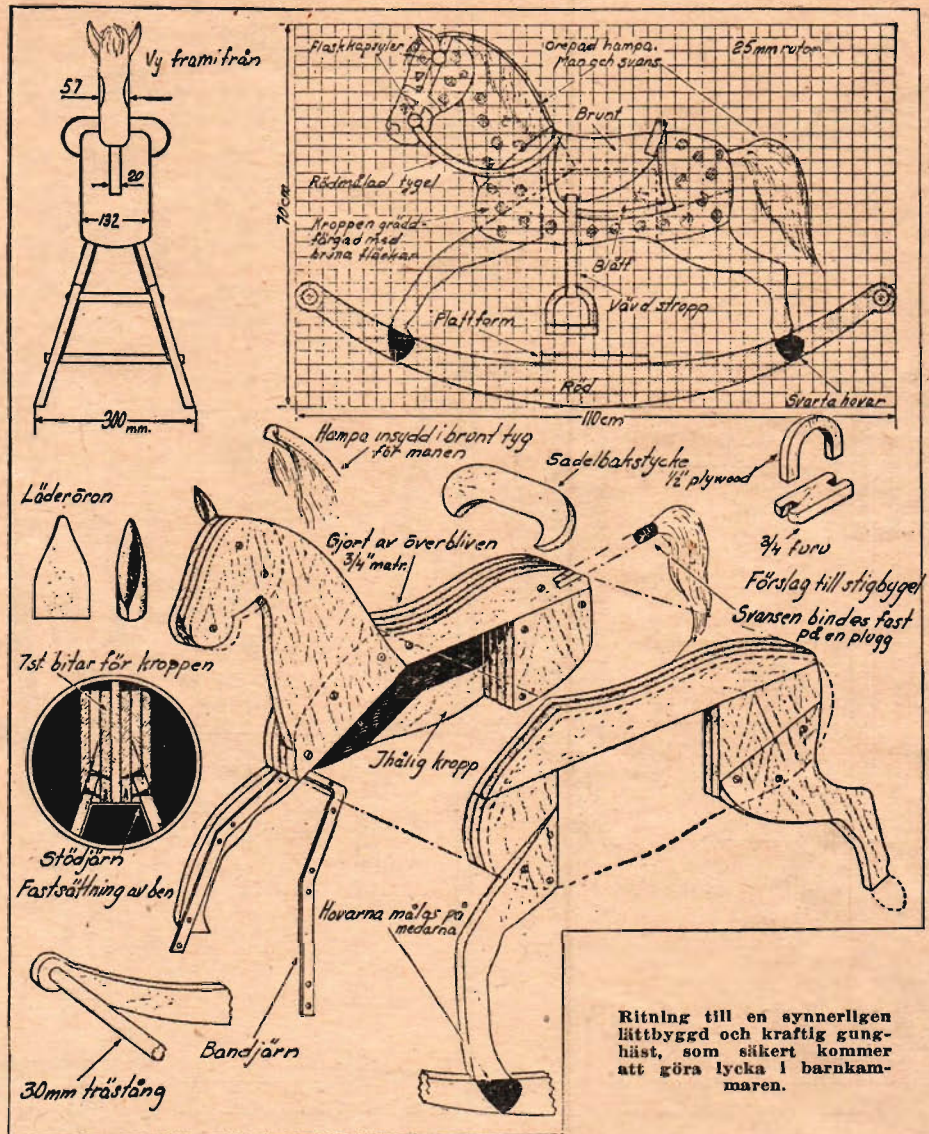 Vy framifrån
57
20
132
300 mm.
Flaskkapsyler
Orepad hampa.
Man och svans.
25 mm rutor
Brunt
Rödmålad tygel
70 cm
Kroppen grädd-
färgad med
bruna fläckar
Blått
Vävd stropp
Plattform
Röd
Svarta hovar
110 cm
Hampa insydd i brunt tyg
för manen
Sadelbakstycke
1/2" plywood
3/4 furu
Förslag till stigbygel
Läderöron
Gjort av överbliven
3/4" matr.
Svansen bindes fast
på en plugg
7st. bitar för kroppen
Ihålig kropp
Stödjärn
Fastsättning av ben
Hovarna målas på
medarna
Bandjärn
30mm trästång
Ritning till en synnerligen
lättbyggd och kraftig gung-
häst, som säkert kommer
att göra lycka i barnkam-
maren.